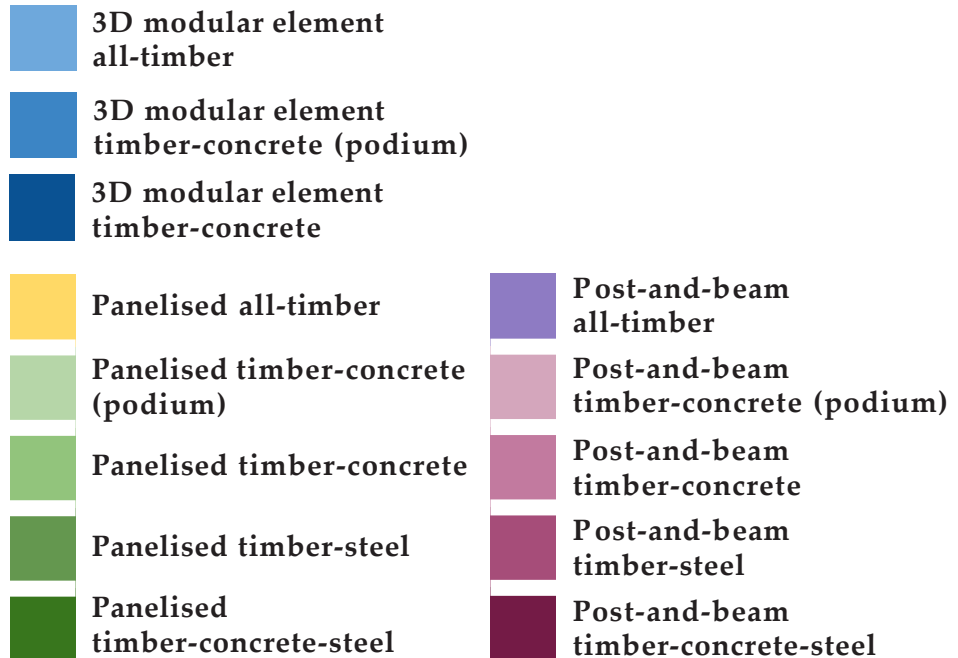 3D modular element
all-timber
3D modular element
timber-concrete (podium)
3D modular element
timber-concrete
Panelised all-timber
Panelised timber-concrete
(podium)
Panelised timber-concrete
Panelised timber-steel
Panelised
timber-concrete-steel
Post-and-beam
all-timber
Post-and-beam
timber-concrete (podium)
Post-and-beam
timber-concrete
Post-and-beam
timber-steel
Post-and-beam
timber-concrete-steel